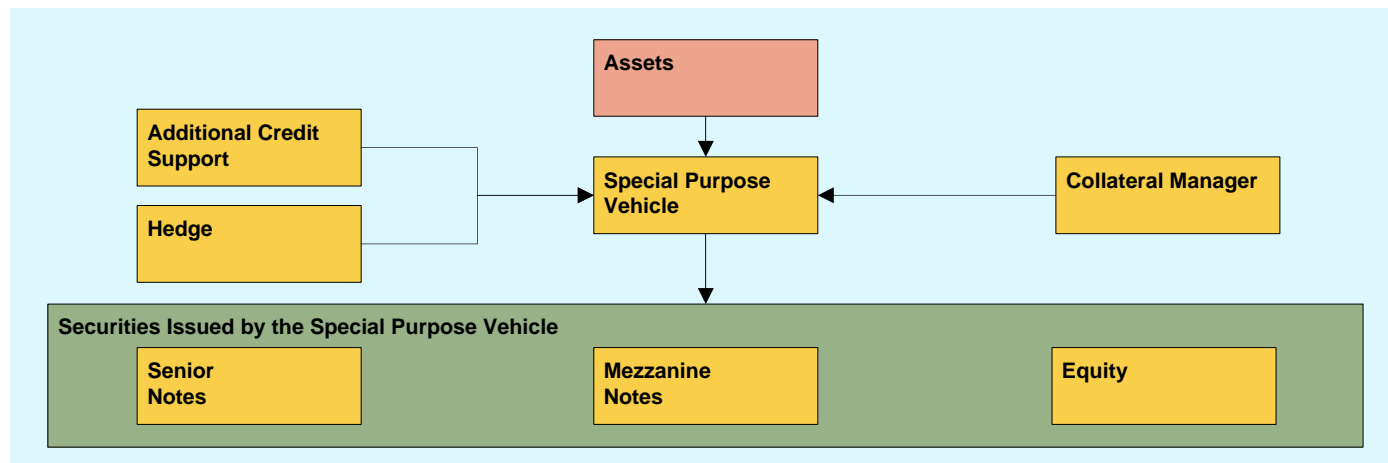 Assets
Additional Credit
Support
Special Purpose
Vehicle
Collateral Manager
Hedge
Securities Issued by the Special Purpose Vehicle
Senior
Notes
Mezzanine
Notes
Equity